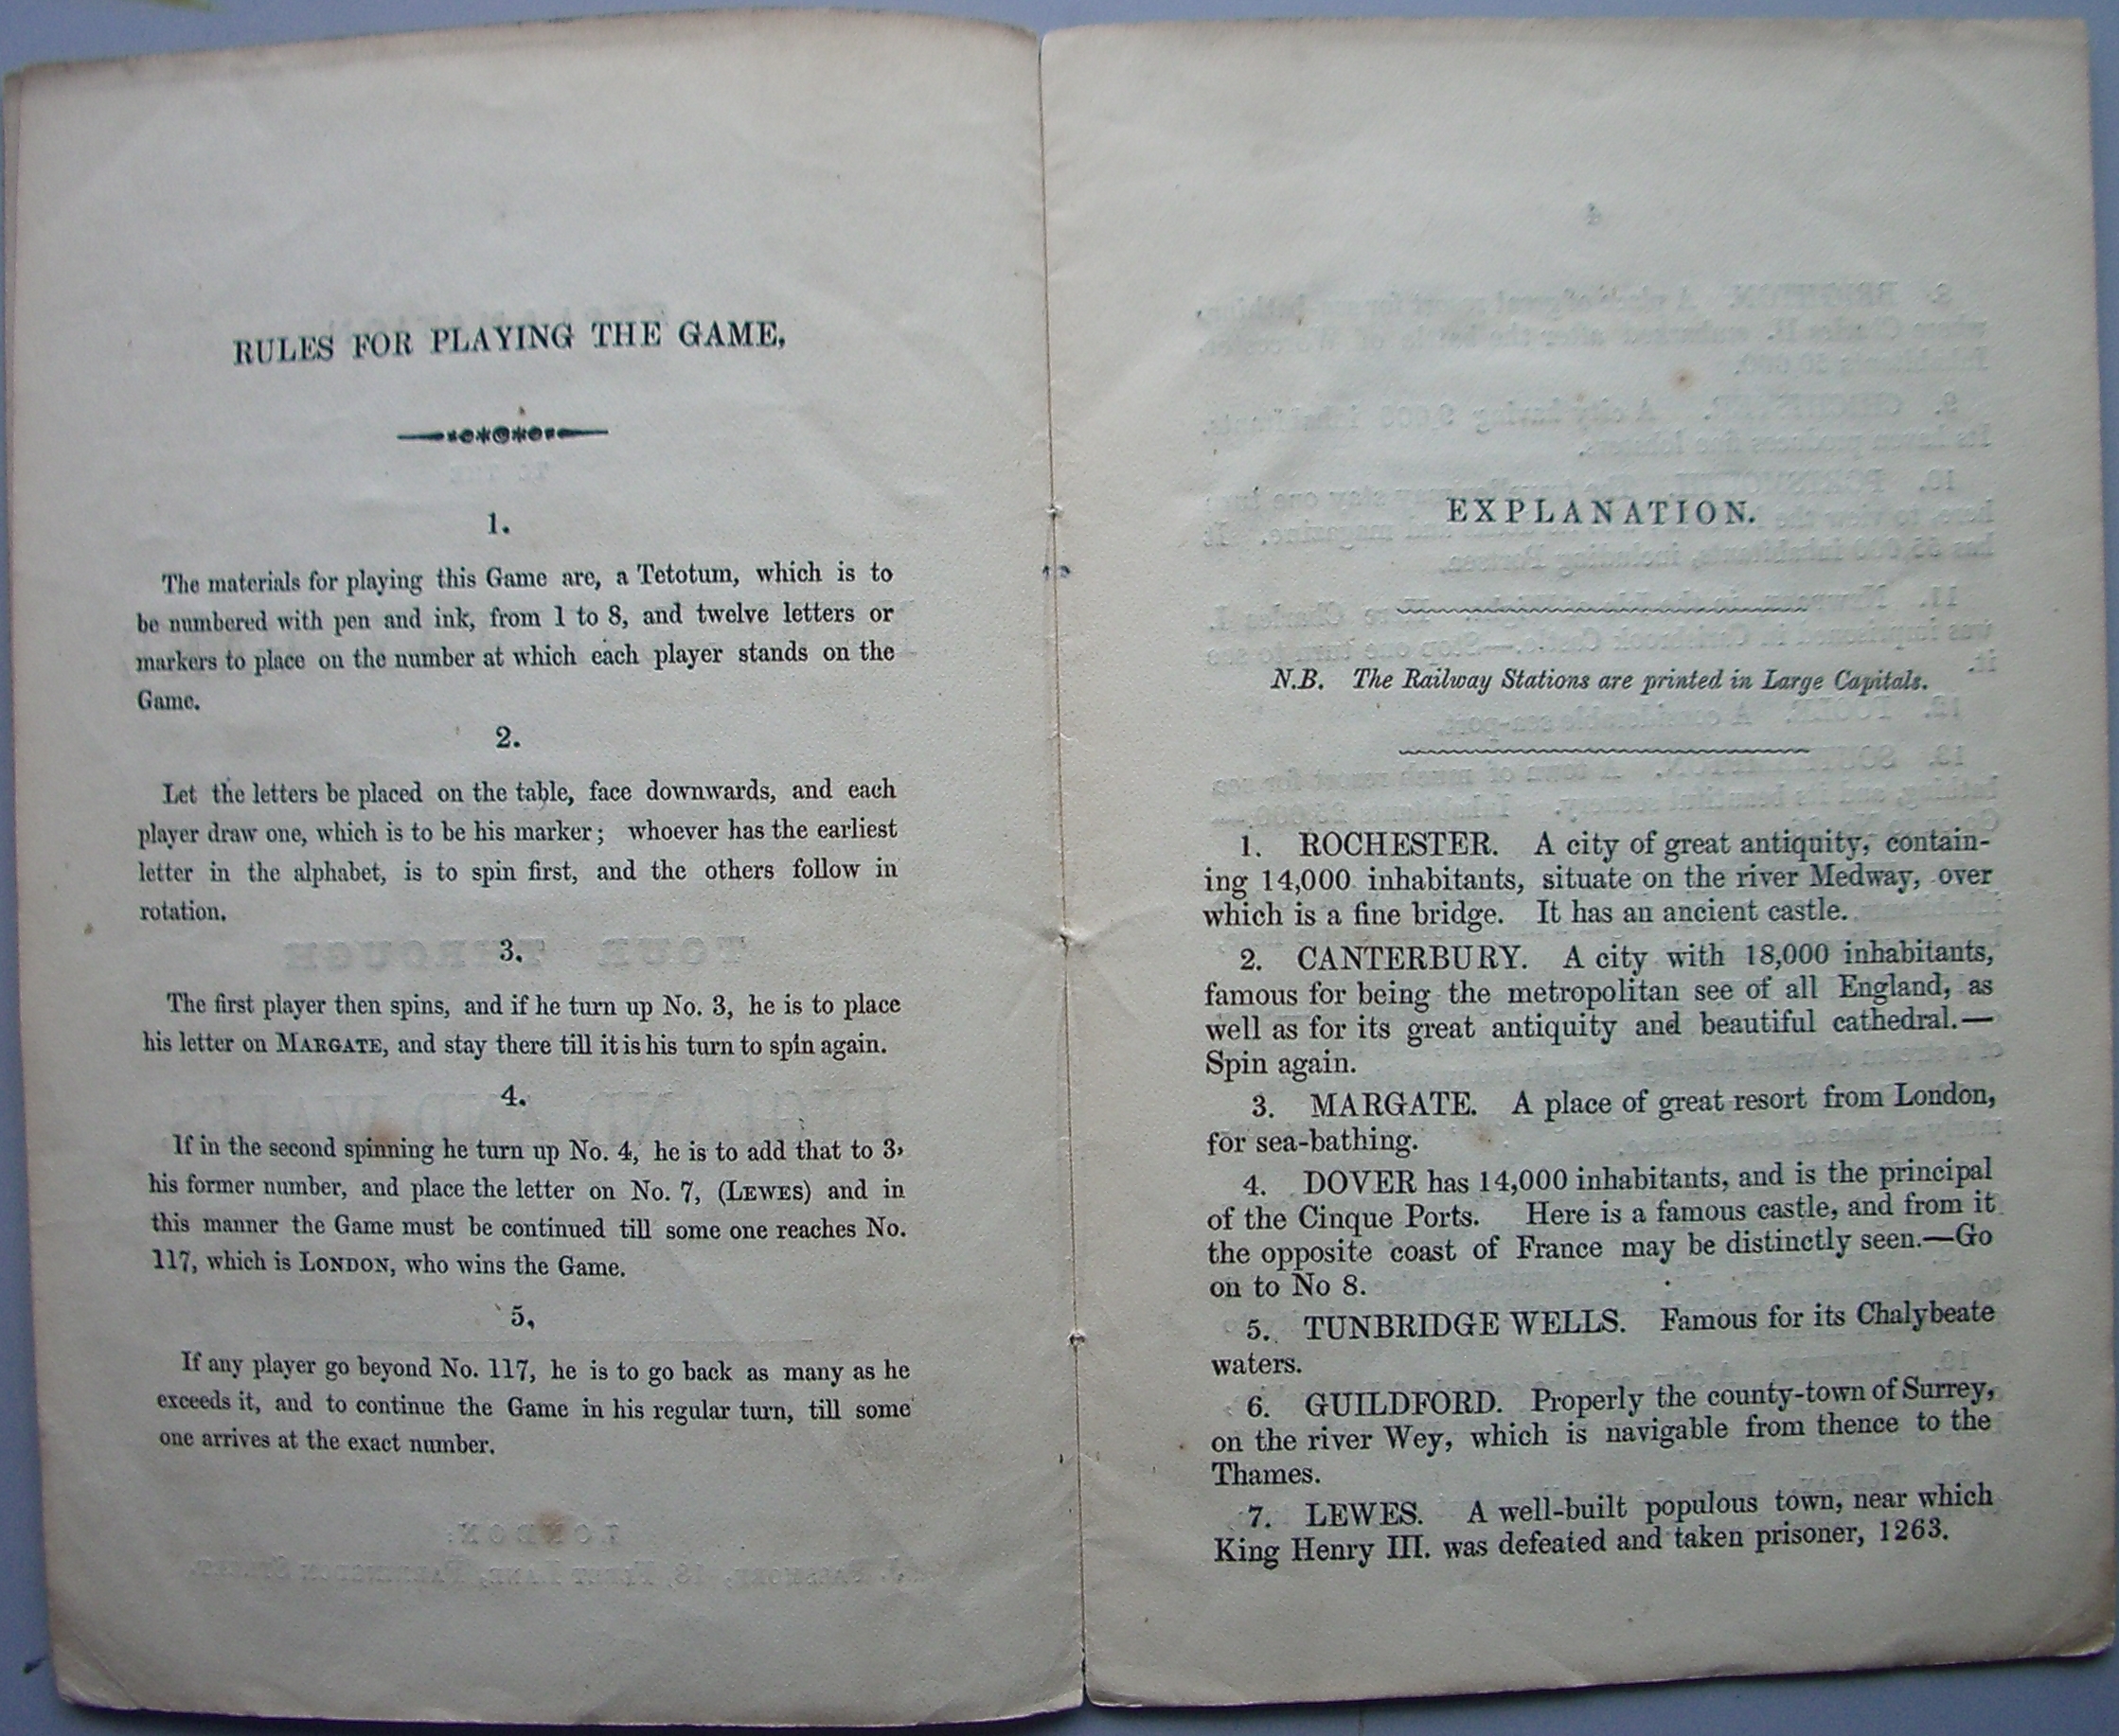 RULES FOR PLAYING THE GAME,
1.
The materials for playing this Game are, a Tetotum, which is to
be numbered with pen and ink, from 1 to 8, and twelve letters or
markers to place on the number at which each player stands on the
Game.
2.
Let the letters be placed on the table, face downwards, and each
player draw one, which is to be his marker; whoever has the earliest
letter in the alphabet, is to spin first, and the others follow in
rotation.
3.
The first player then spins, and if he turn up No. 3, he is to place
his letter on MARGATE, and stay there till it is his turn to spin again.
4.
If in the second spinning he turn up No. 4, he is to add that to 3,
his former number, and place the letter on No. 7, (LEWES) and in
this manner the Game must be continued till some one reaches No.
117, which is LONDON, who wins the Game.
5.
If any player go beyond No. 117, he is to go back as many as he
exceeds it, and to continue the Game in his regular turn, till some
one arrives at the exact number.
EXPLANATION.
N.B. The Railway Stations are printed in Large Capitals.
1. ROCHESTER. A city of great antiquity, contain-
ing 14,000 inhabitants, situate on the river Medway, over
which is a fine bridge. It has an ancient castle.
2. CANTERBURY. A city with 18,000 inhabitants,
famous for being the metropolitan see of all England, as
well as for its great antiquity and beautiful cathedral.—
Spin again.
3. MARGATE. A place of great resort from London,
for sea-bathing.
4. DOVER has 14,000 inhabitants, and is the principal
of the Cinque Ports. Here is a famous castle, and from it
the opposite coast of France may be distinctly seen.—Go
on to No 8.
5. TUNBRIDGE WELLS. Famous for its Chalybeate
waters.
6. GUILDFORD. Properly the county-town of Surrey,
on the river Wey, which is navigable from thence to the
Thames.
7. LEWES. A well-built populous town, near which
King Henry III. was defeated and taken prisoner, 1263.